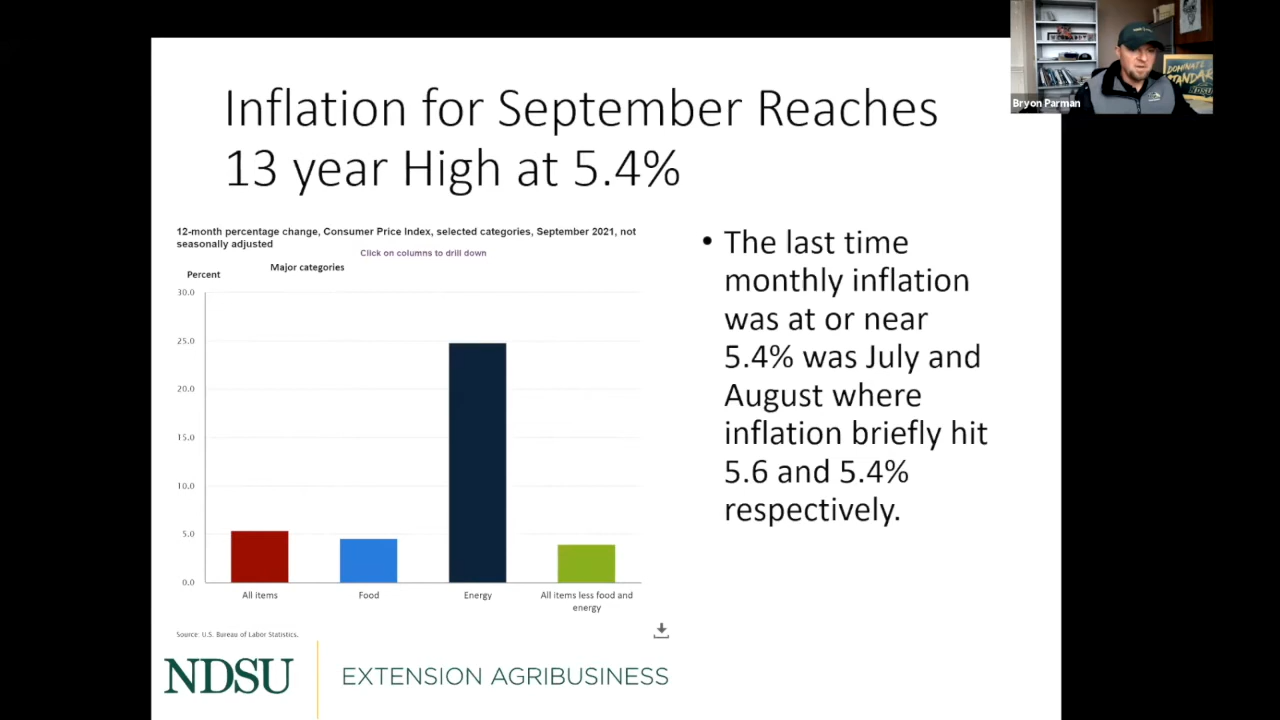 Inflation for September Reaches
13 year High at 5.4%
12-month percentage change, Consumer Price Index, selected categories, September 2021, not
seasonally adjusted
Click on columns to drill down
Major categories
Percent
30.0
25.0
20.0
15.0
10.0
5.0
0.0
All items
Food
Energy
All items less food and
energy
Source: U.S. Bureau of Labor Statistics.
• The last time
monthly inflation
was at or near
5.4% was July and
August where
inflation briefly hit
5.6 and 5.4%
respectively.
NDSU
EXTENSION AGRIBUSINESS
Bryon Parman
DOMINATE
STANDAR
NDSU